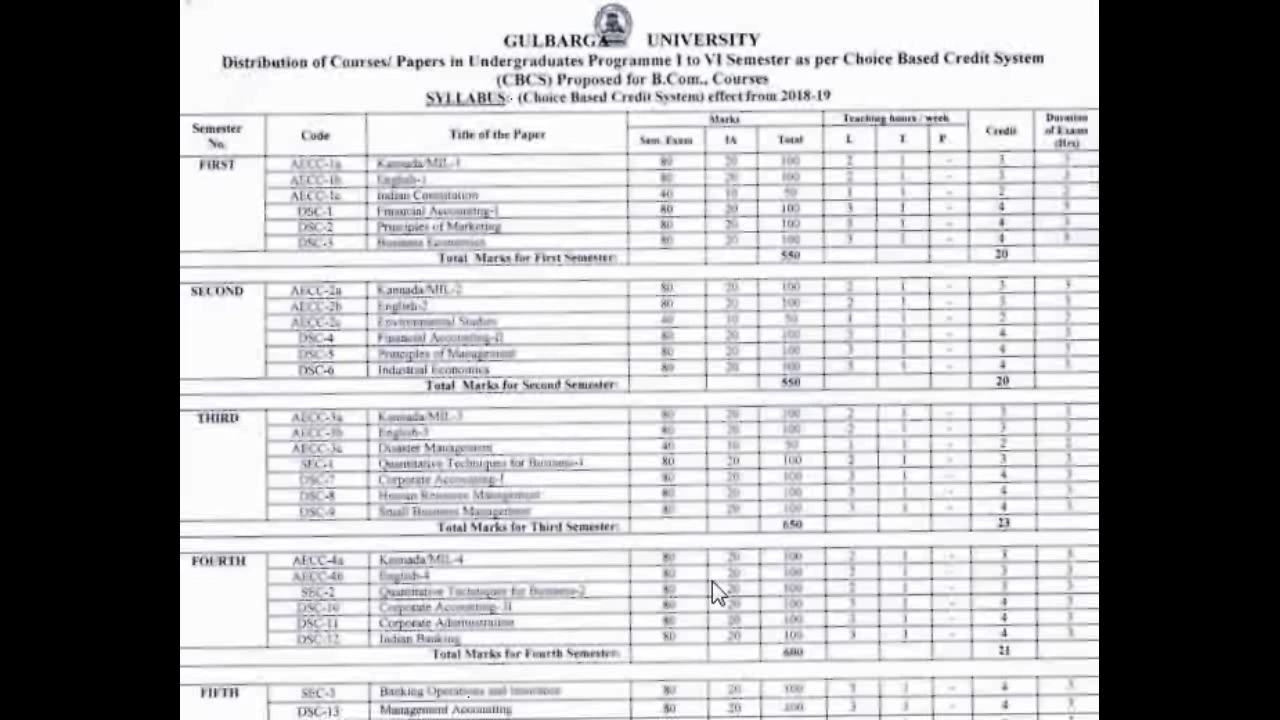 GULBARGA UNIVERSITY
Distribution of Courses/ Papers in Undergraduates Programme I to VI Semester as per Choice Based Credit System
(CBCS) Proposed for B.Com., Courses
SYLLABUS:- (Choice Based Credit System) effect from 2018-19
Semester No. Code Title of the Paper Marks Teaching hours / week Credit Duration of Exam (Hrs)
Sem. Exam IA Total L T P
FIRST AECC-1a Kannada/MIL-1 80 20 100 2 1 - 3 3
AECC-1b English-1 80 20 100 2 1 - 3 3
AECC-1c Indian Constitution 40 10 50 1 1 - 2 2
DSC-1 Financial Accounting-I 80 20 100 3 1 - 4 3
DSC-2 Principles of Marketing 80 20 100 3 1 - 4 3
DSC-3 Business Economics 80 20 100 3 1 - 4 3
Total Marks for First Semester: 550 20
SECOND AECC-2a Kannada/MIL-2 80 20 100 2 1 - 3 3
AECC-2b English-2 80 20 100 2 1 - 3 3
AECC-2c Environmental Studies 40 10 50 1 1 - 2
DSC-4 Financial Accounting-II 80 20 100 1 - 4 3
DSC-5 Principles of Management 80 20 100 3 1 - 4 3
DSC-6 Industrial Economics 80 20 100 3 1 - 4 3
Total Marks for Second Semester: 550 20
THIRD AECC-3a Kannada/MIL-3 80 20 100 2 1 - 3 3
AECC-3b English-3 80 20 100 2 1 - 3 3
Disaster Management 40 10 50 1 1 - 2 2
SEC-1 Quantitative Techniques for Business-1 80 20 100 2 1 - 3 3
DSC-7 Corporate Accounting-I 80 20 100 3 1 - 4 3
DSC-8 Human Resource Management 80 20 100 3 1 - 4 3
DSC-9 Small Business Management 80 20 100 3 1 - 4 3
Total Marks for Third Semester: 650 23
FOURTH AECC-4a Kannada/MIL-4 80 20 100 2 1 - 3 3
AECC-4b English-4 80 20 100 2 1 - 3 3
SEC-2 Quantitative Techniques for Business-2 80 20 100 2 1 - 3 3
DSC-10 Corporate Accounting-II 80 20 100 3 1 - 4 3
DSC-11 Corporate Administration 80 20 100 3 1 - 4 3
DSC-12 Indian Banking 80 20 100 3 1 - 4 3
Total Marks for Fourth Semester: 600 21
FIFTH SEC-3 Banking Operations and Insurance 80 20 100 3 1 - 4 3
DSC-13 Management Accounting 80 20 100 3 1 - 4 3